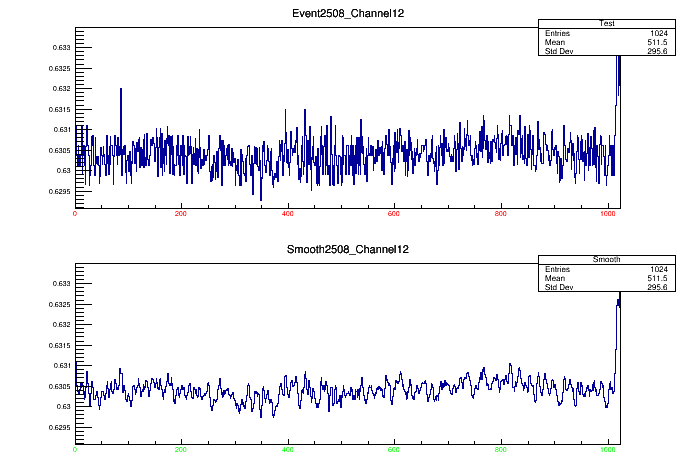 Event2508_Channel12
Test
Entries 1024
Mean 511.5
Std Dev 295.6
0.633
0.6325
0.632
0.6315
0.631
0.6305
0.63
0.6295
0 200 400 600 800 1000
Smooth2508_Channel12
Smooth
Entries 1024
Mean 511.5
Std Dev 295.6
0.633
0.6325
0.632
0.6315
0.631
0.6305
0.63
0.6295
0 200 400 600 800 1000